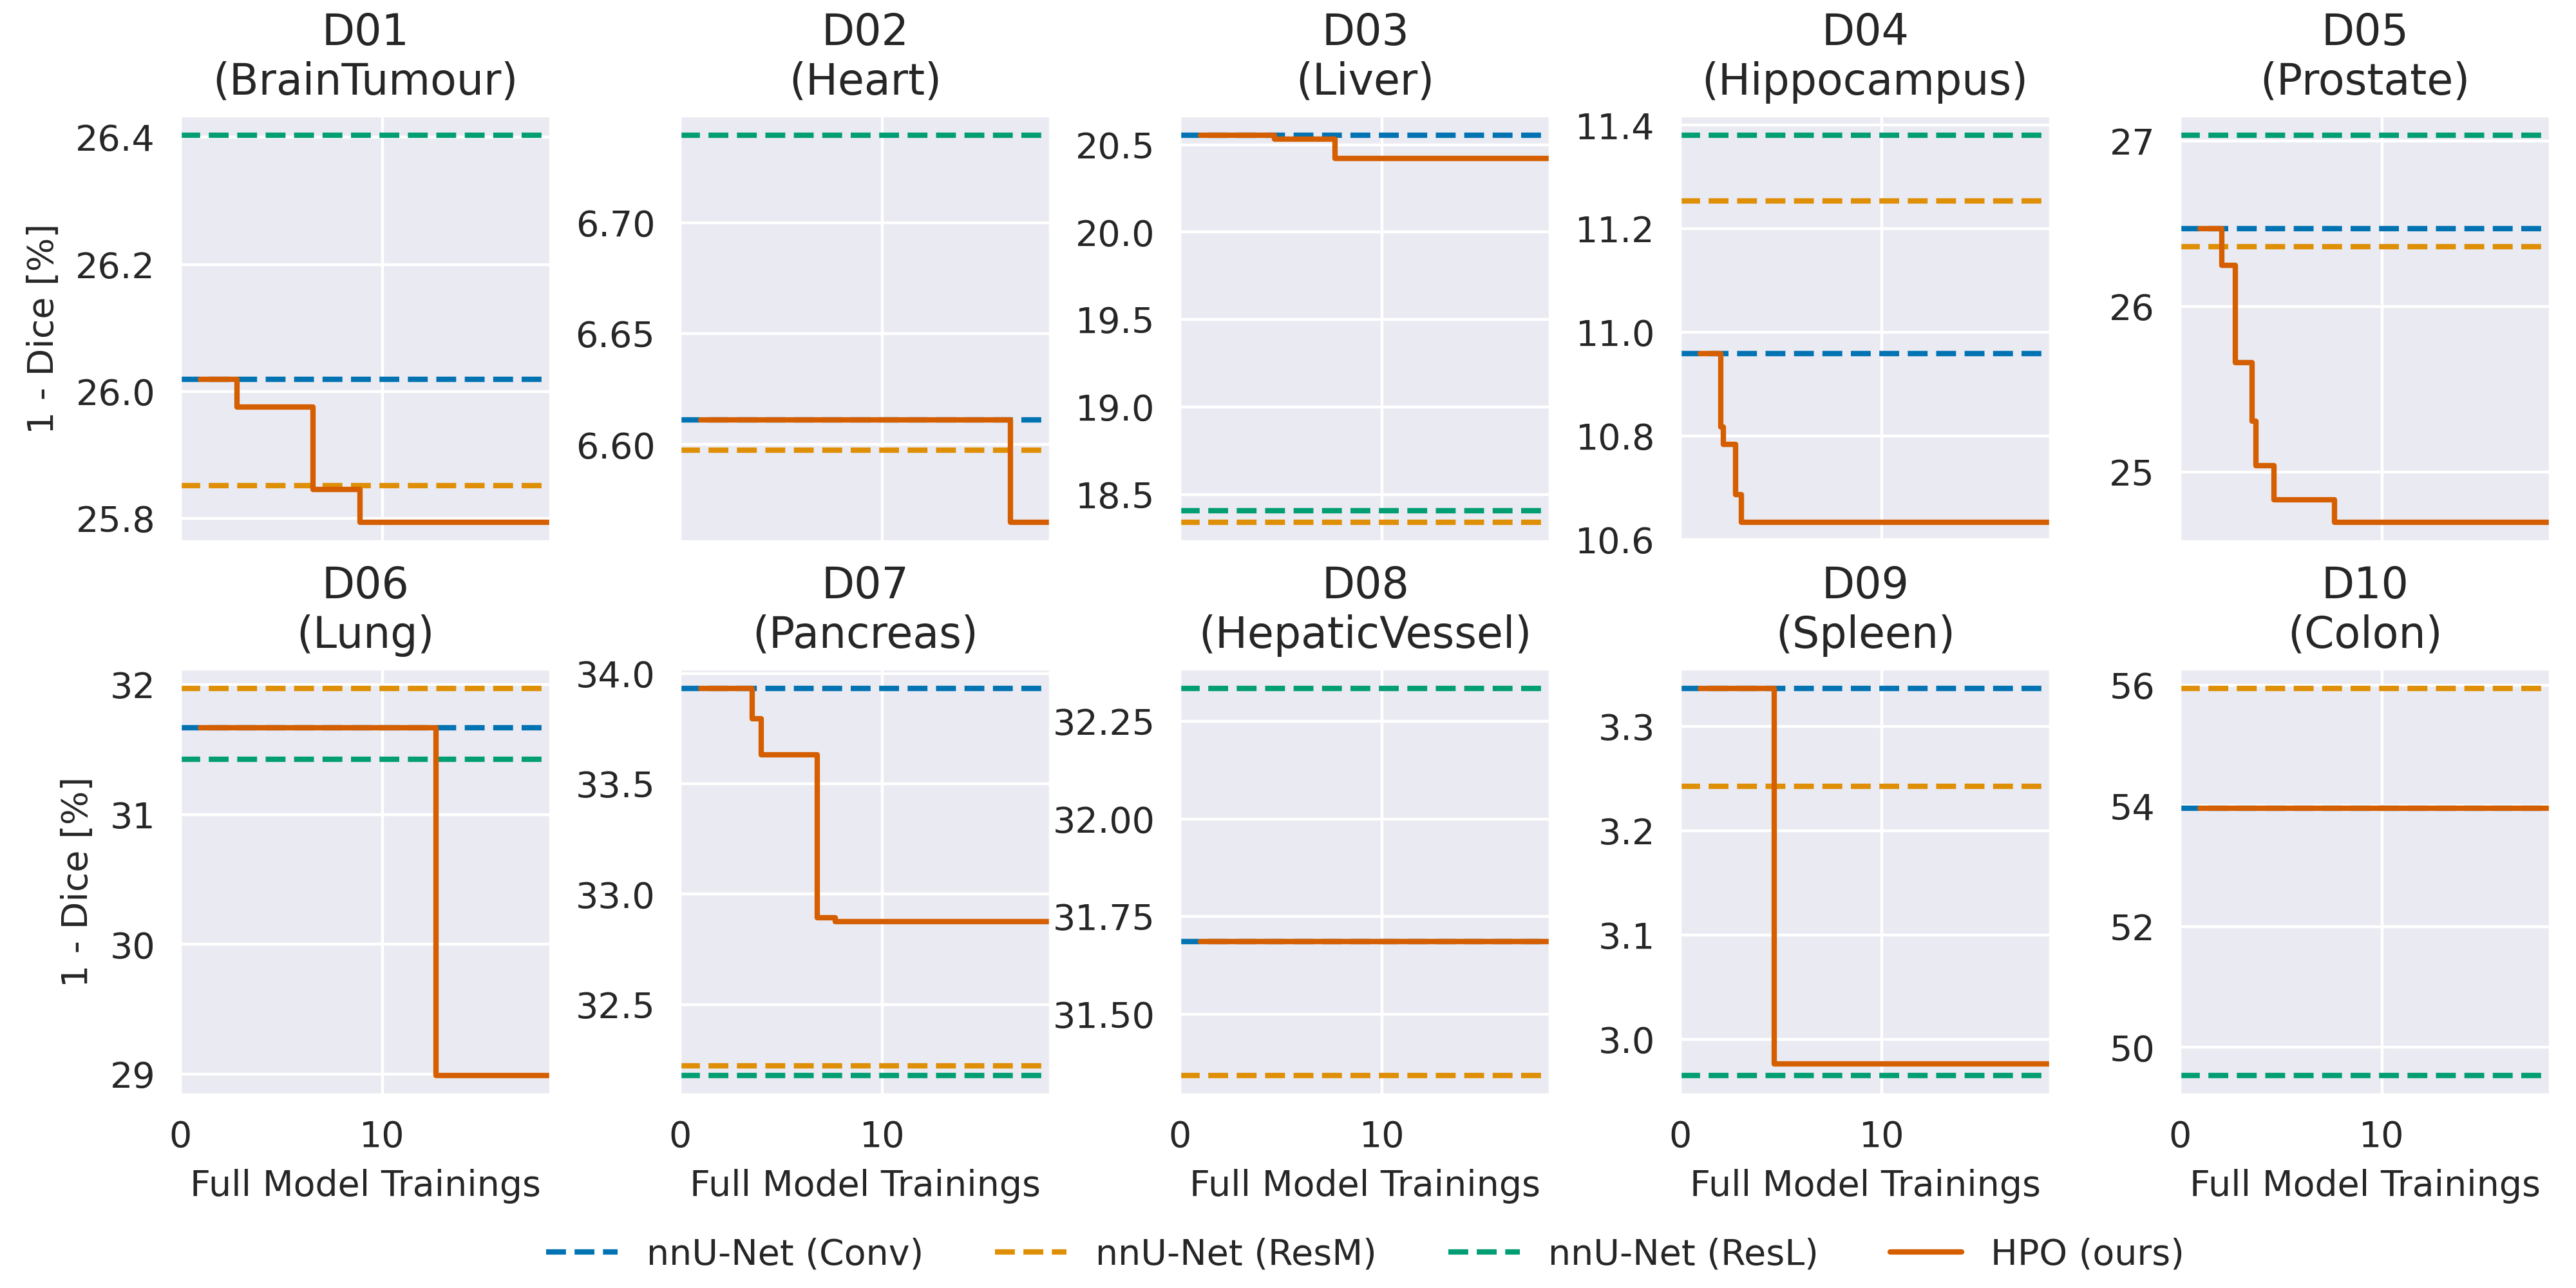 D01
(BrainTumour)
D02
(Heart)
D03
(Liver)
D04
(Hippocampus)
D05
(Prostate)
1 - Dice [%]
26.4
26.2
26.0
25.8
6.70
6.65
6.60
20.5
20.0
19.5
19.0
18.5
11.4
11.2
11.0
10.8
10.6
27
26
25
D06
(Lung)
D07
(Pancreas)
D08
(HepaticVessel)
D09
(Spleen)
D10
(Colon)
1 - Dice [%]
32
31
30
29
34.0
33.5
33.0
32.5
32.25
32.00
31.75
31.50
3.3
3.2
3.1
3.0
56
54
52
50
0 10
0 10
0 10
0 10
0 10
Full Model Trainings
Full Model Trainings
Full Model Trainings
Full Model Trainings
Full Model Trainings
nnU-Net (Conv)
nnU-Net (ResM)
nnU-Net (ResL)
HPO (ours)